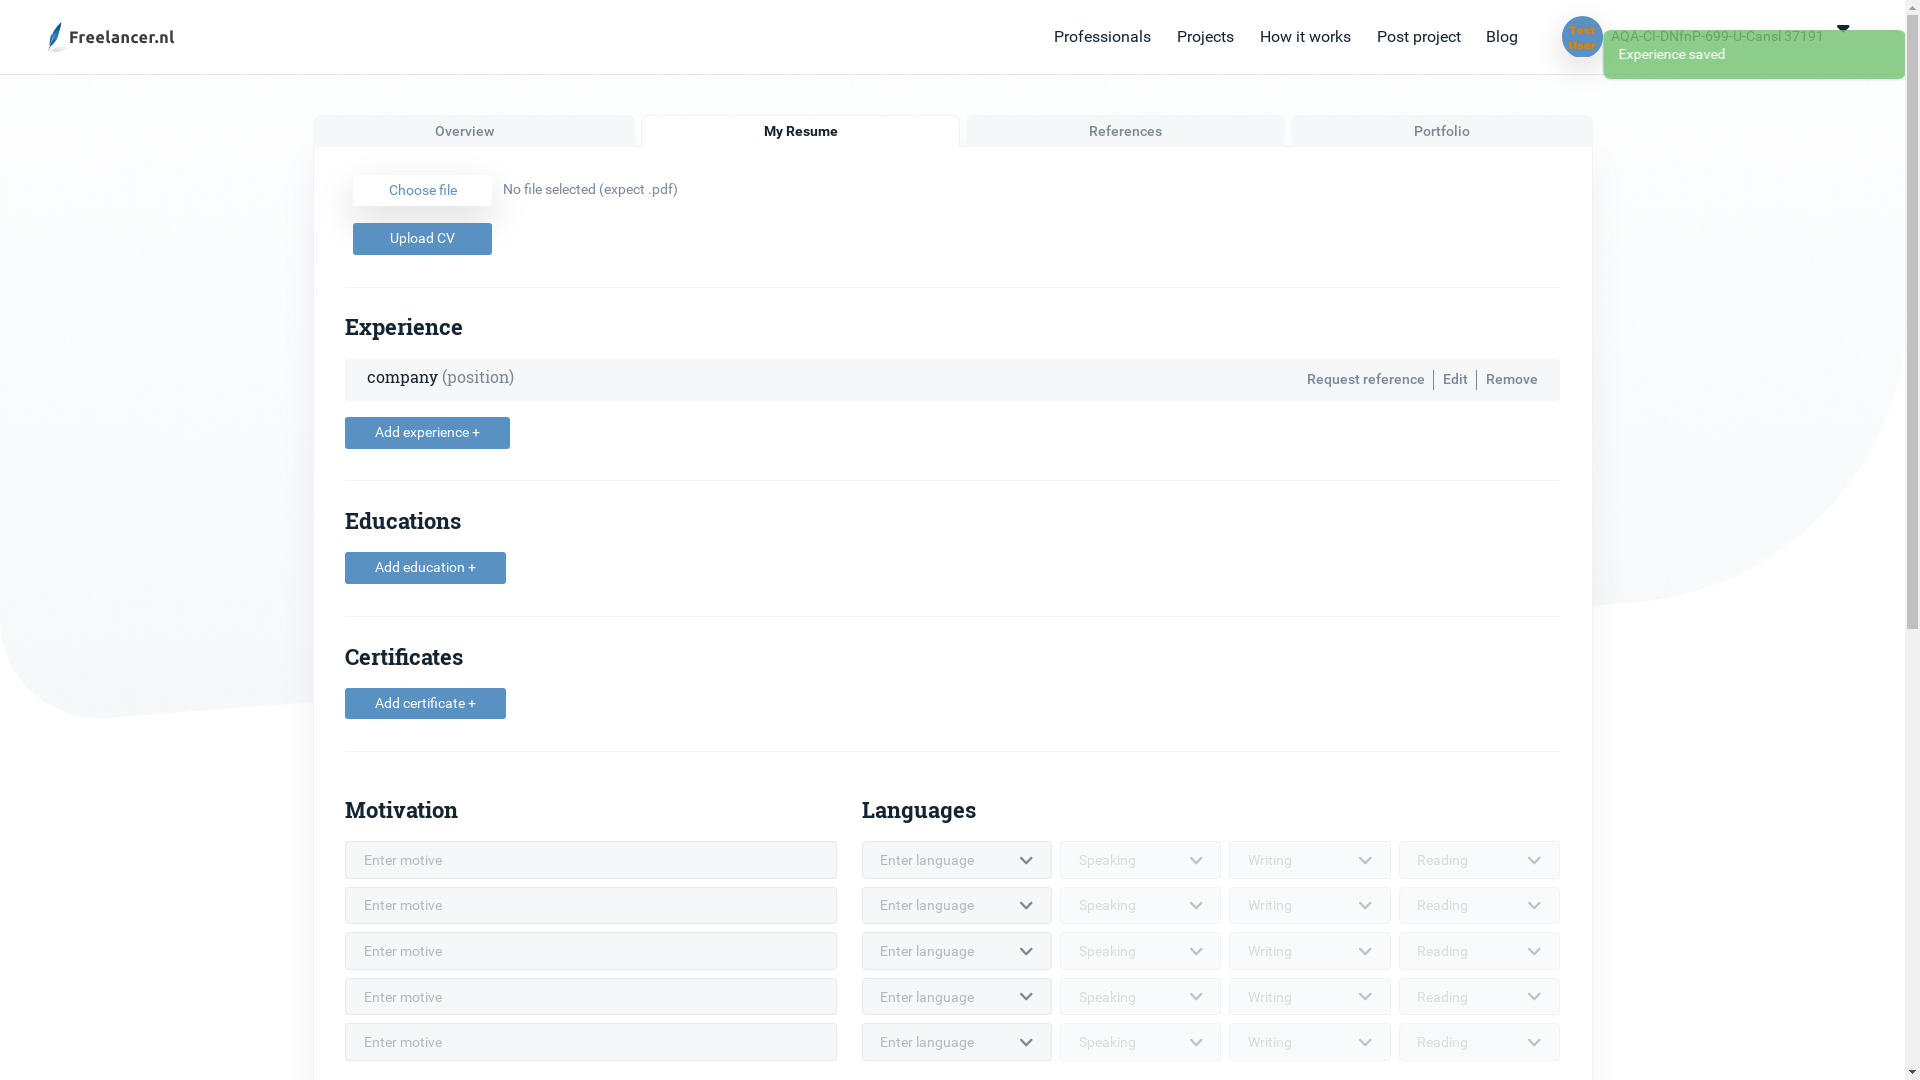 Freelancer.nl
Professionals
Projects
How it works
Post project
Blog
Test
User
AQA-CI-DNfnP-699-U-Cansl 37191
Experience saved
Overview
My Resume
References
Portfolio
Choose file
No file selected (expect .pdf)
Upload CV
Experience
company (position)
Request reference
Edit
Remove
Add experience +
Educations
Add education +
Certificates
Add certificate +
Motivation
Languages
Enter motive
Enter language
Speaking
Writing
Reading
Enter motive
Enter language
Speaking
Writing
Reading
Enter motive
Enter language
Speaking
Writing
Reading
Enter motive
Enter language
Speaking
Writing
Reading
Enter motive
Enter language
Speaking
Writing
Reading